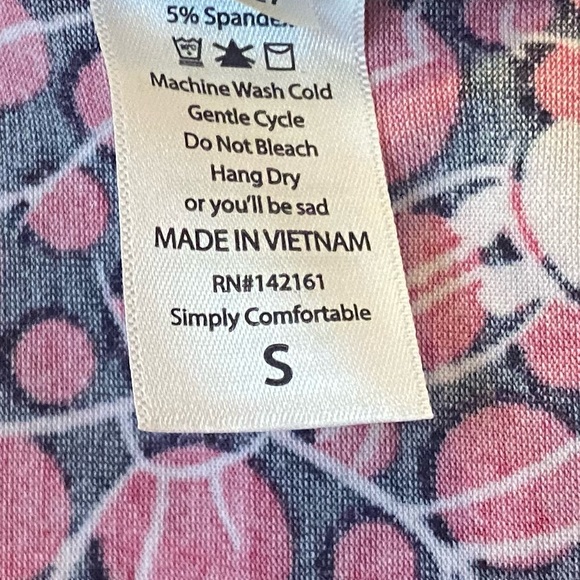 5% Spandex
Machine Wash Cold
Gentle Cycle
Do Not Bleach
Hang Dry
or you'll be sad
MADE IN VIETNAM
RN#142161
Simply Comfortable
S